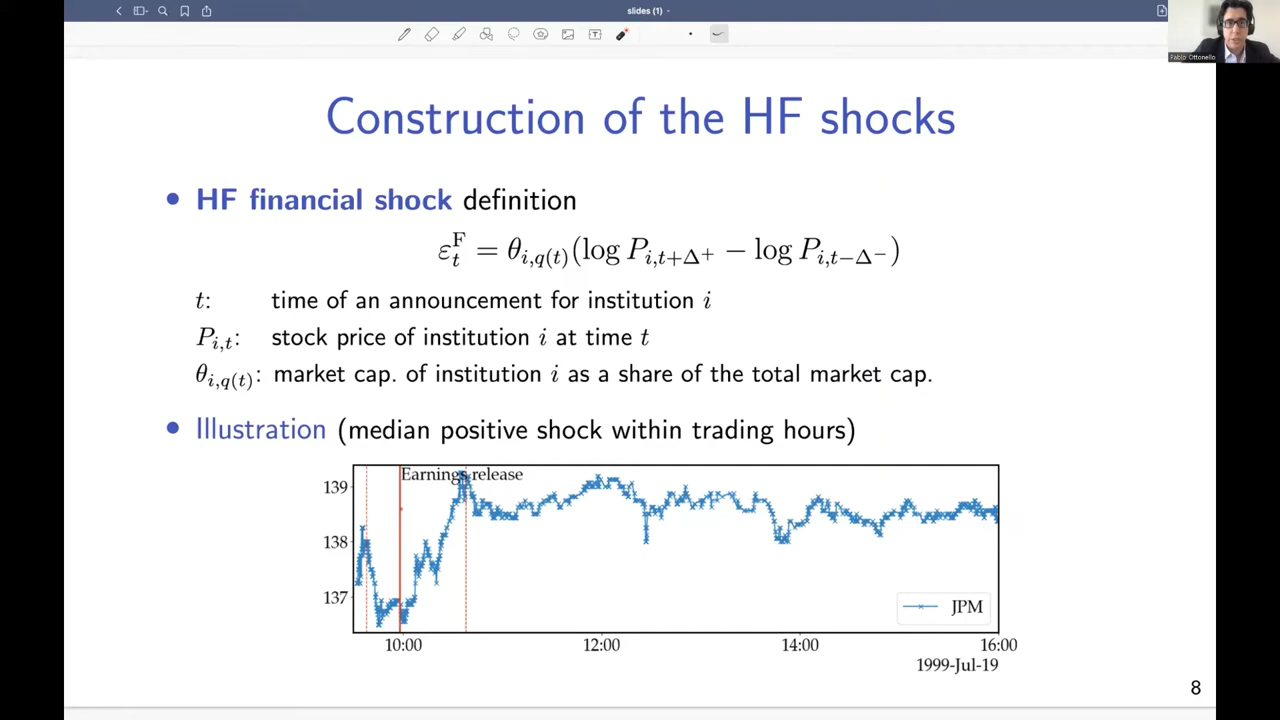 slides (1)
Pablo Ottonello
Construction of the HF shocks
• HF financial shock definition
ε_t^F = θ_{i,q(t)}(log P_{i,t+Δ^+} − log P_{i,t−Δ^−})
t: time of an announcement for institution i
P_{i,t}: stock price of institution i at time t
θ_{i,q(t)}: market cap. of institution i as a share of the total market cap.
• Illustration (median positive shock within trading hours)
Earnings release
139
138
137
JPM
10:00 12:00 14:00 16:00
1999-Jul-19
8